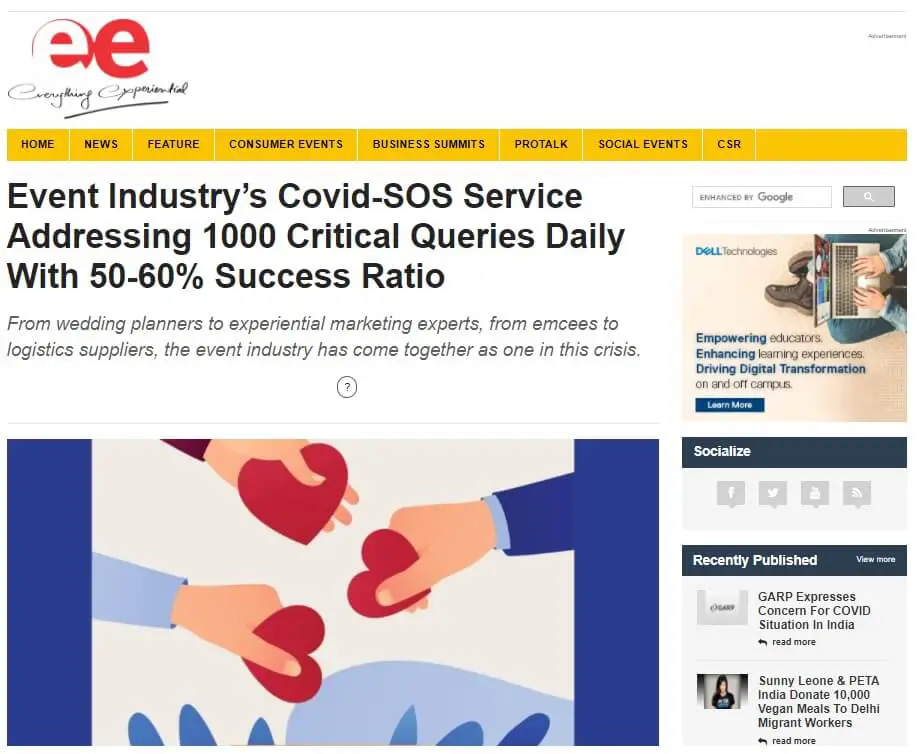 ee
Everything Experiential
Advertisement
HOME NEWS FEATURE CONSUMER EVENTS BUSINESS SUMMITS PROTALK SOCIAL EVENTS CSR
Event Industry’s Covid-SOS Service
Addressing 1000 Critical Queries Daily
With 50-60% Success Ratio
From wedding planners to experiential marketing experts, from emcees to
logistics suppliers, the event industry has come together as one in this crisis.
?
ENHANCED BY Google
Advertisement
DELL Technologies
Empowering educators.
Enhancing learning experiences.
Driving Digital Transformation
on and off campus.
Learn More
Socialize
Recently Published View more
GARP
GARP Expresses
Concern For COVID
Situation In India
read more
Sunny Leone & PETA
India Donate 10,000
Vegan Meals To Delhi
Migrant Workers
read more